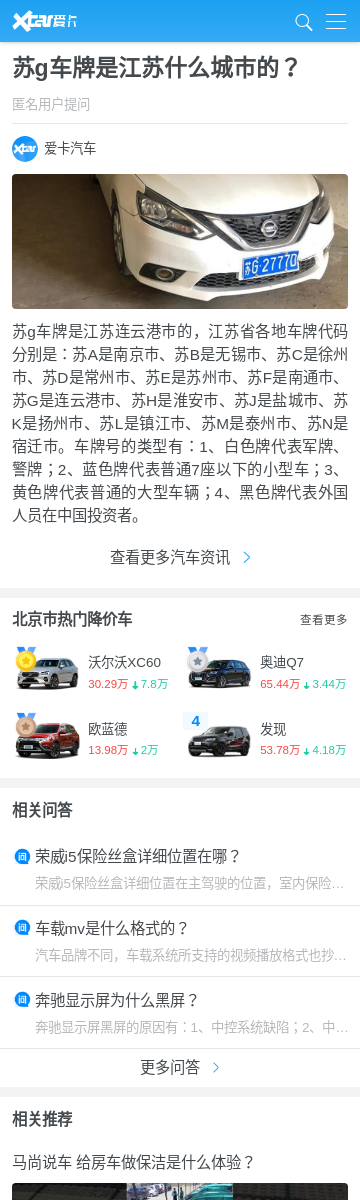 xcar爱卡
苏g车牌是江苏什么城市的？
匿名用户提问
xcar
爱卡汽车
苏G·27770
苏g车牌是江苏连云港市的，江苏省各地车牌代码
分别是：苏A是南京市、苏B是无锡市、苏C是徐州
市、苏D是常州市、苏E是苏州市、苏F是南通市、
苏G是连云港市、苏H是淮安市、苏J是盐城市、苏
K是扬州市、苏L是镇江市、苏M是泰州市、苏N是
宿迁市。车牌号的类型有：1、白色牌代表军牌、
警牌；2、蓝色牌代表普通7座以下的小型车；3、
黄色牌代表普通的大型车辆；4、黑色牌代表外国
人员在中国投资者。
查看更多汽车资讯
北京市热门降价车
查看更多
沃尔沃XC60
30.29万 7.8万
奥迪Q7
65.44万 3.44万
欧蓝德
13.98万 2万
4
发现
53.78万 4.18万
相关问答
问 荣威i5保险丝盒详细位置在哪？
荣威i5保险丝盒详细位置在主驾驶的位置，室内保险…
问 车载mv是什么格式的？
汽车品牌不同，车载系统所支持的视频播放格式也抄…
问 奔驰显示屏为什么黑屏？
奔驰显示屏黑屏的原因有：1、中控系统缺陷；2、中…
更多问答
相关推荐
马尚说车 给房车做保洁是什么体验？